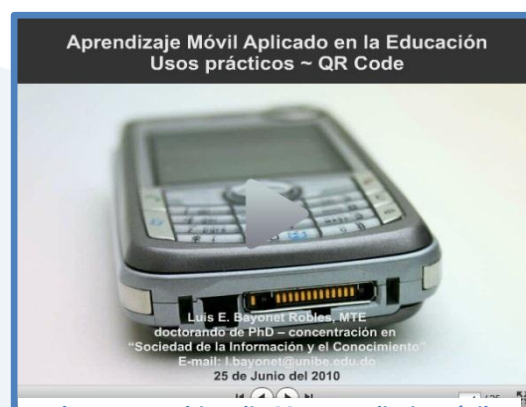 Aprendizaje Móvil Aplicado en la Educación
Usos prácticos ~ QR Code
Luis E. Bayonet Robles, MTE
doctorando de PhD – concentración en
“Sociedad de la Información y el Conocimiento”
E-mail: l.bayonet@unibe.edu.do
25 de Junio del 2010